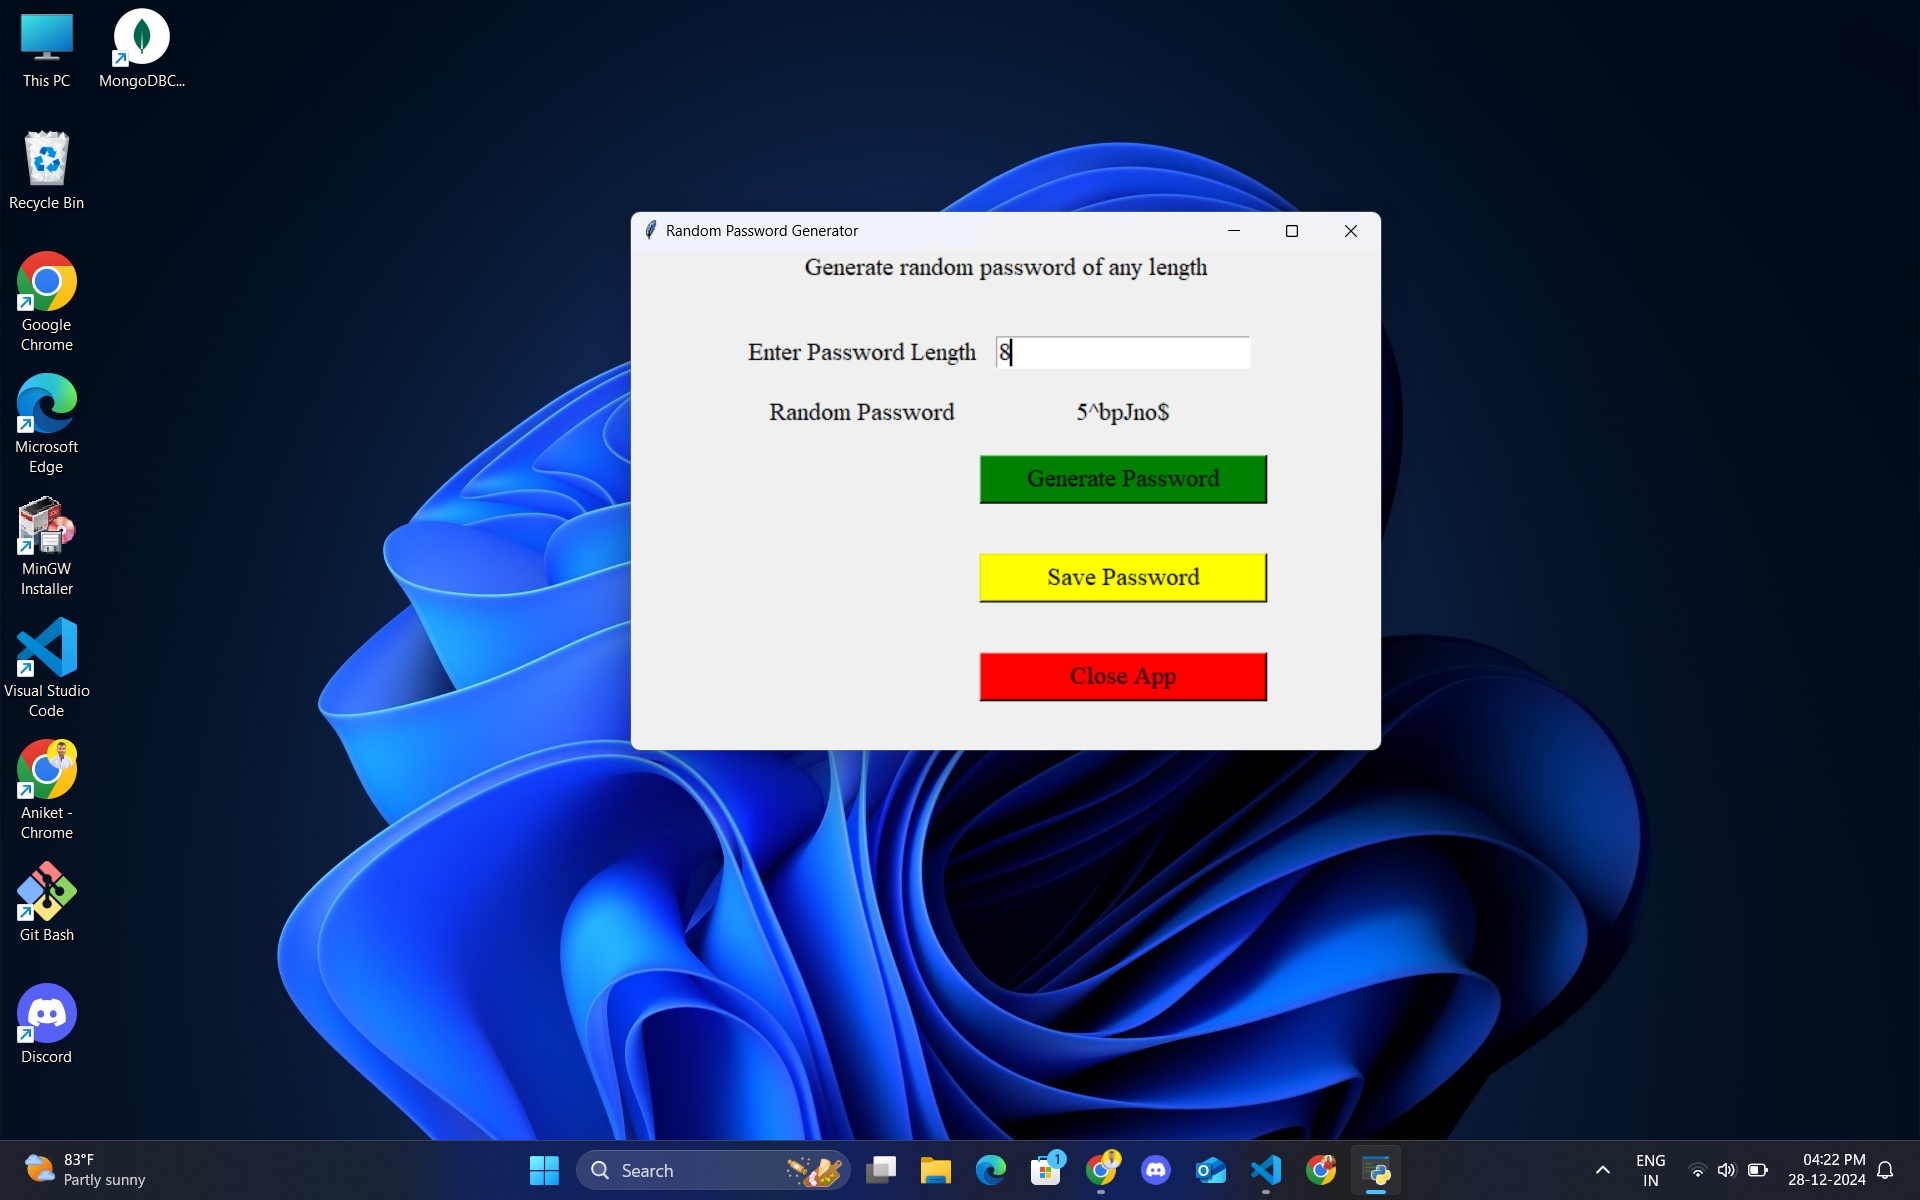 This PC
MongoDBC...
Recycle Bin
Google
Chrome
Microsoft
Edge
MinGW
Installer
Visual Studio
Code
Aniket -
Chrome
Git Bash
Discord
Random Password Generator
Generate random password of any length
Enter Password Length 8
Random Password 5^bpJno$
Generate Password
Save Password
Close App
83°F
Partly sunny
Search
1
ENG
IN
04:22 PM
28-12-2024